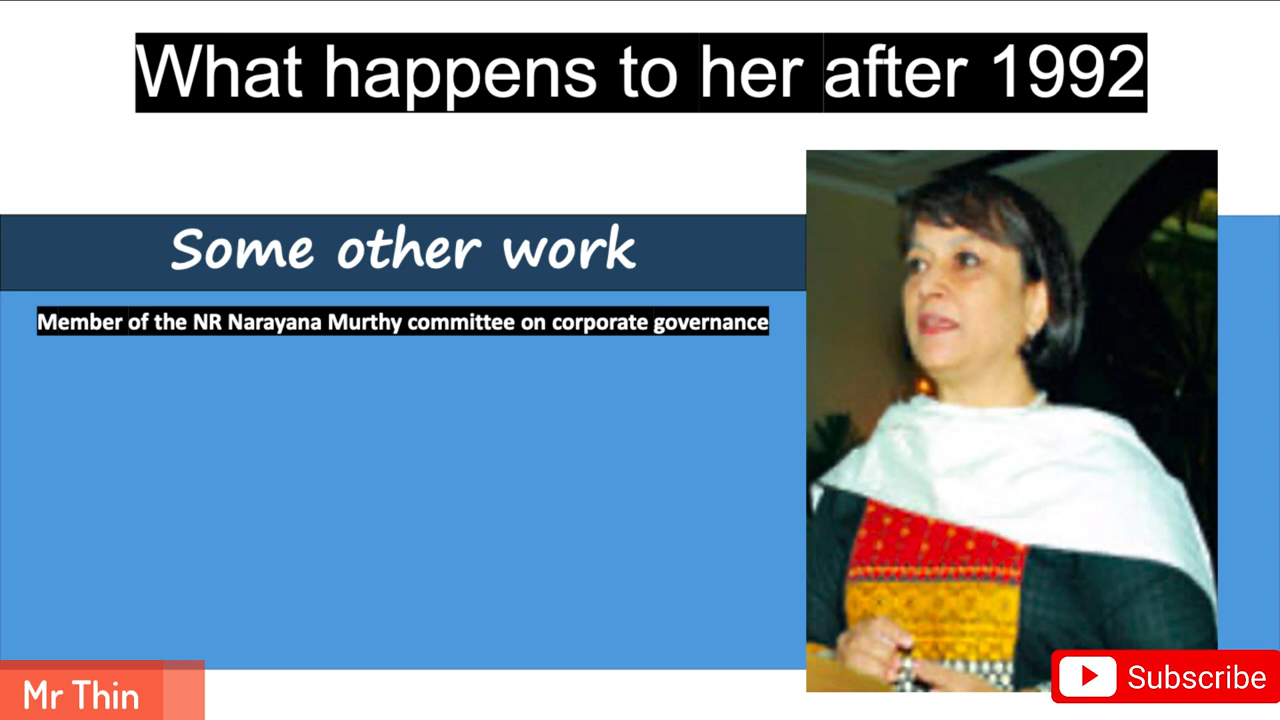 What happens to her after 1992
Some other work
Member of the NR Narayana Murthy committee on corporate governance
Mr Thin
Subscribe